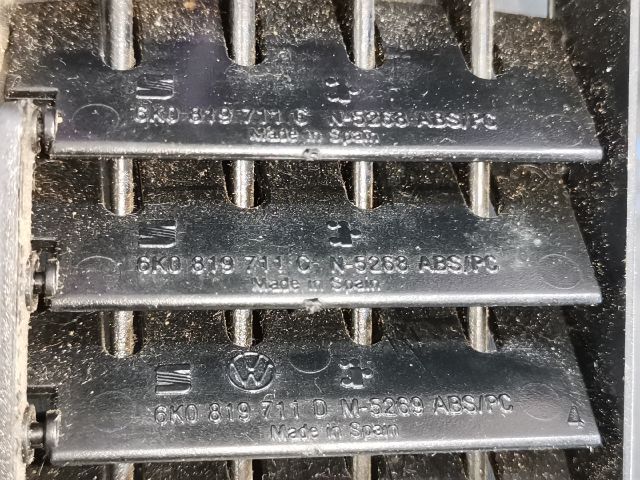 6K0 819 711 C N-5268 ABS/PC
Made in Spain
6K0 819 711 C N-5268 ABS/PC
Made in Spain
6K0 819 711 D M-5269 ABS/PC
4
Made in Spain